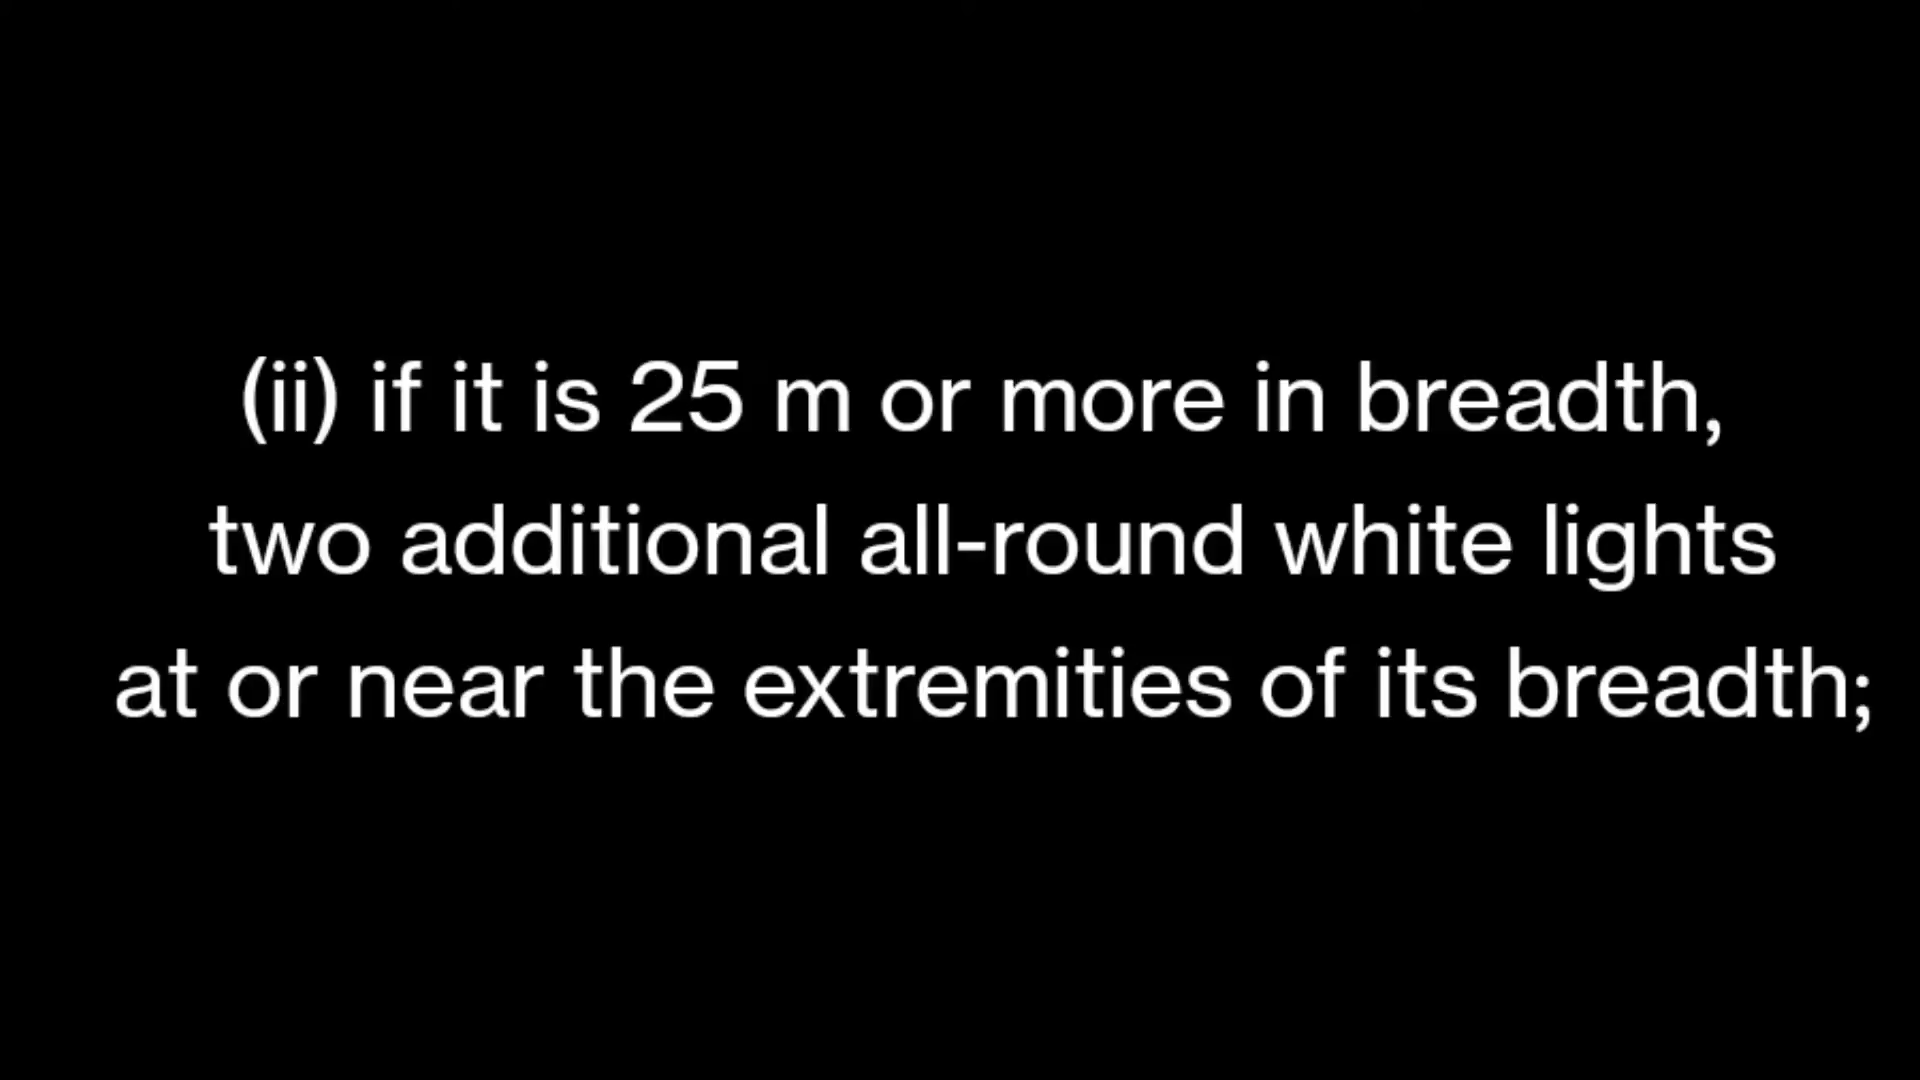 (ii) if it is 25 m or more in breadth,
two additional all-round white lights
at or near the extremities of its breadth;